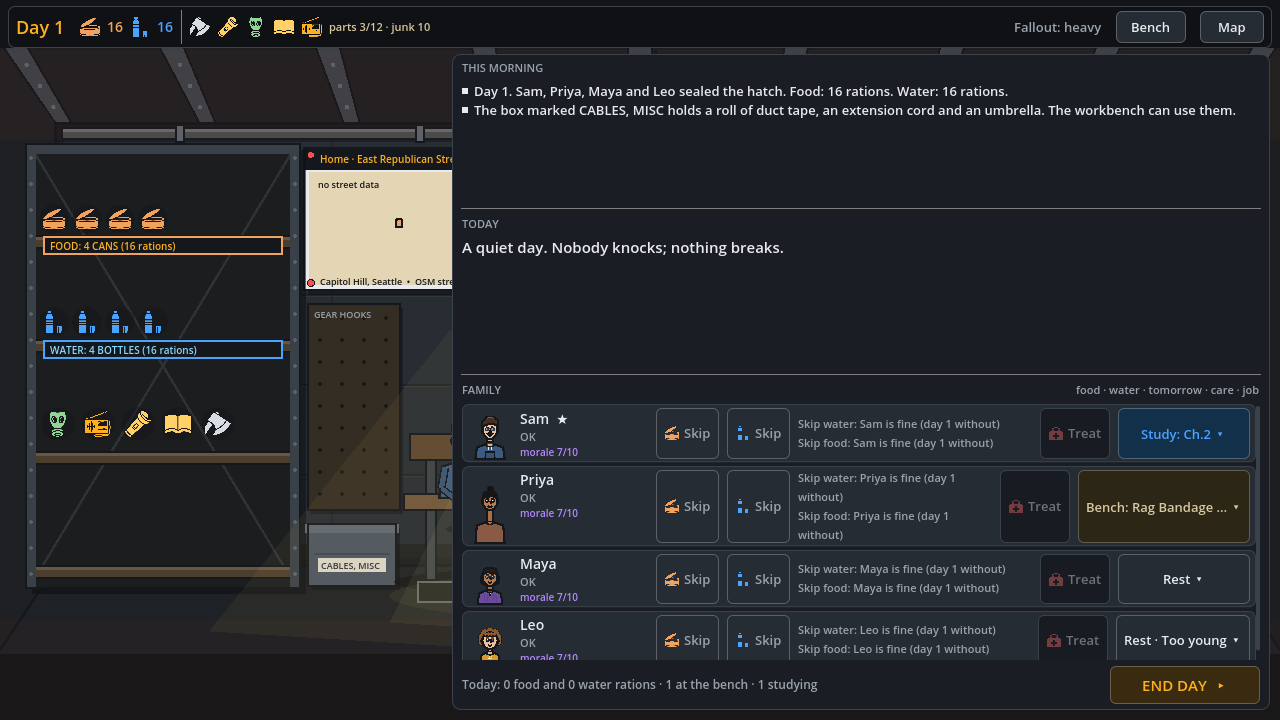 Day 1
16
16
parts 3/12 · junk 10
Fallout: heavy
Bench
Map
THIS MORNING
Day 1. Sam, Priya, Maya and Leo sealed the hatch. Food: 16 rations. Water: 16 rations.
The box marked CABLES, MISC holds a roll of duct tape, an extension cord and an umbrella. The workbench can use them.
Home · East Republican Stre
no street data
Capitol Hill, Seattle • OSM stre
FOOD: 4 CANS (16 rations)
WATER: 4 BOTTLES (16 rations)
GEAR HOOKS
CABLES, MISC
TODAY
A quiet day. Nobody knocks; nothing breaks.
FAMILY
food · water · tomorrow · care · job
Sam ★
OK
morale 7/10
Skip
Skip
Skip water: Sam is fine (day 1 without)
Skip food: Sam is fine (day 1 without)
Treat
Study: Ch.2
Priya
OK
morale 7/10
Skip
Skip
Skip water: Priya is fine (day 1
without)
Skip food: Priya is fine (day 1
without)
Treat
Bench: Rag Bandage ...
Maya
OK
morale 7/10
Skip
Skip
Skip water: Maya is fine (day 1 without)
Skip food: Maya is fine (day 1 without)
Treat
Rest
Leo
OK
morale 7/10
Skip
Skip
Skip water: Leo is fine (day 1 without)
Skip food: Leo is fine (day 1 without)
Treat
Rest · Too young
Today: 0 food and 0 water rations · 1 at the bench · 1 studying
END DAY